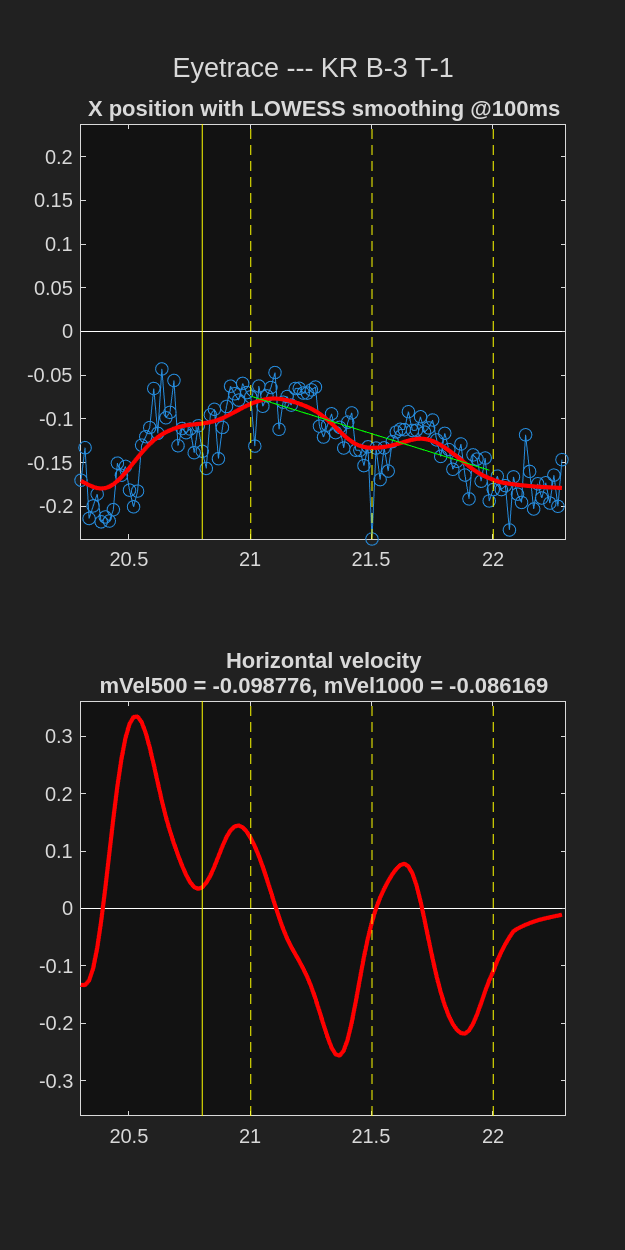 Eyetrace --- KR B-3 T-1
X position with LOWESS smoothing @100ms
0.2
0.15
0.1
0.05
0
-0.05
-0.1
-0.15
-0.2
20.5 21 21.5 22
Horizontal velocity
mVel500 = -0.098776, mVel1000 = -0.086169
0.3
0.2
0.1
0
-0.1
-0.2
-0.3
20.5 21 21.5 22